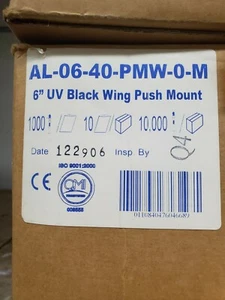 AL-06-40-PMW-0-M
6” UV Black Wing Push Mount
1000 10 10,000
Date 122906 Insp By Q4
ISO 9001:2000
QMI